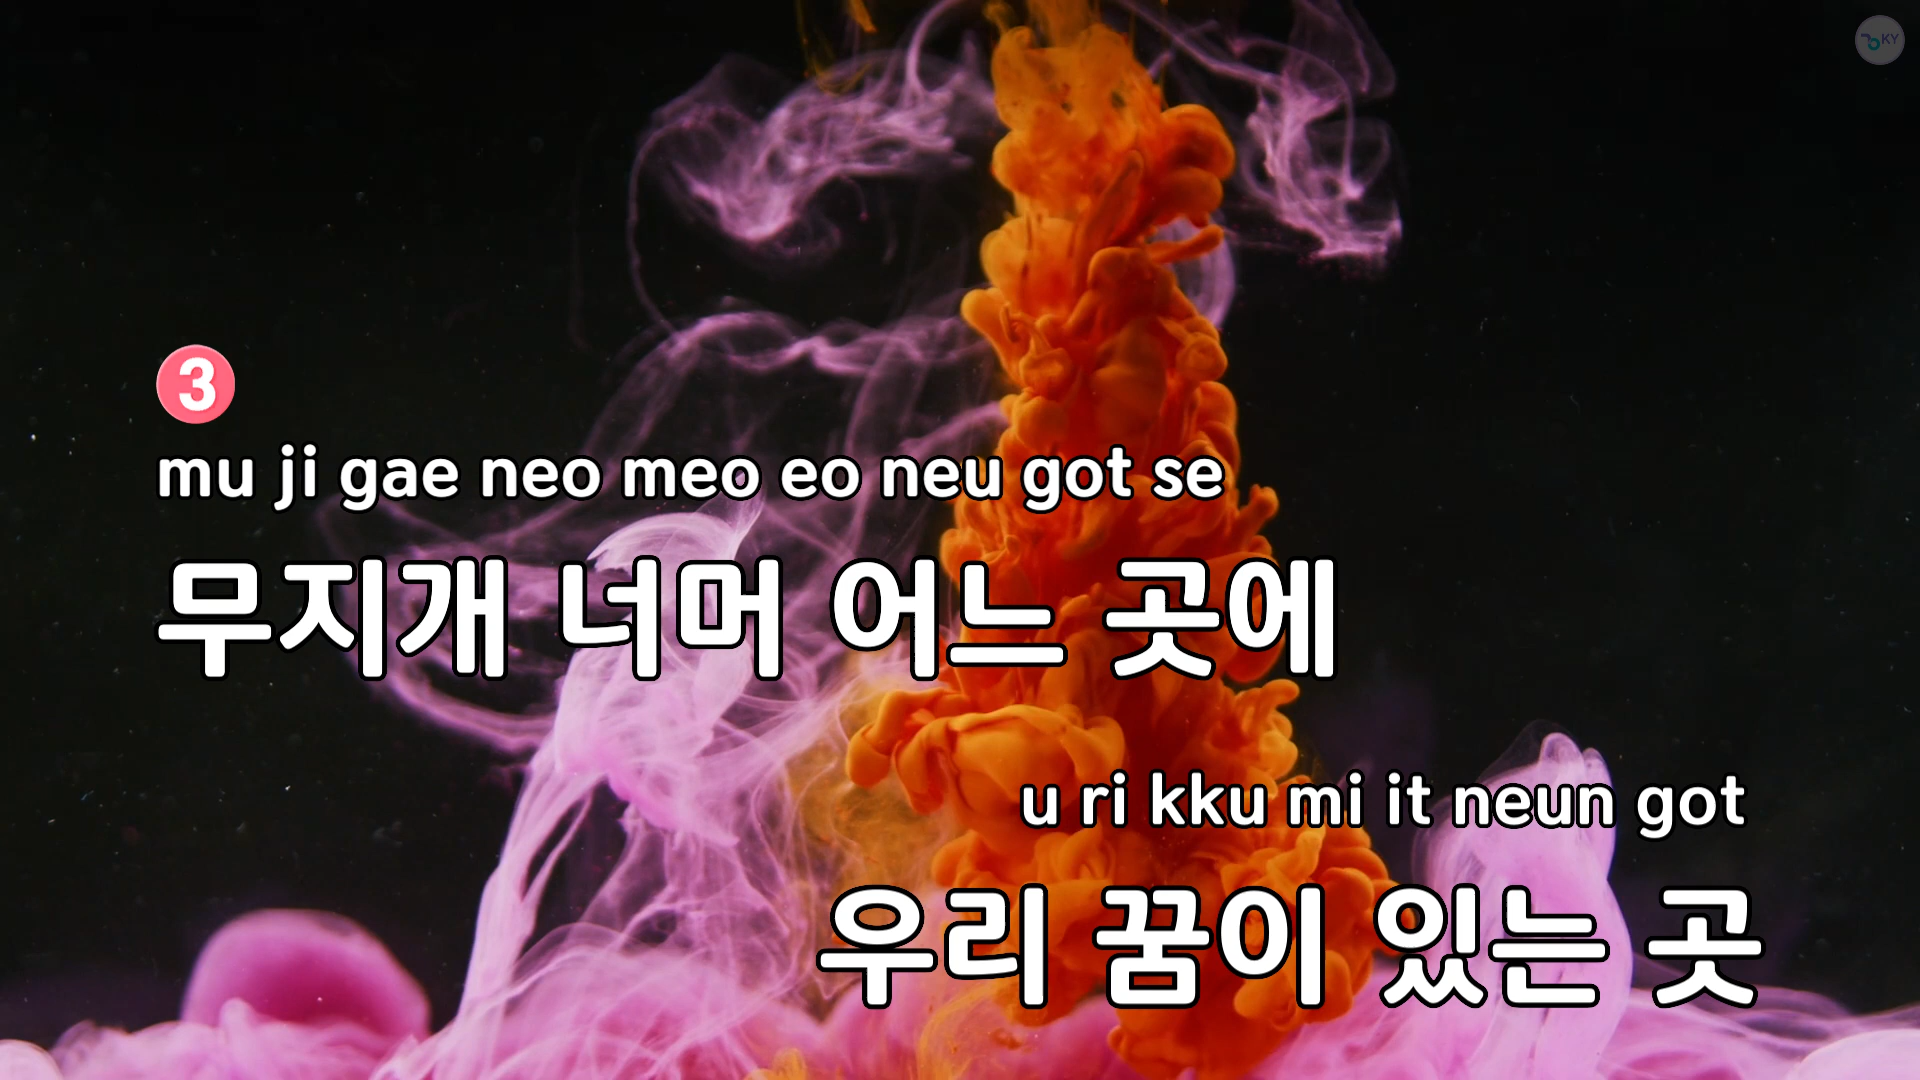 KY
3
mu ji gae neo meo eo neu got se
무지개 너머 어느 곳에
u ri kku mi it neun got
우리 꿈이 있는 곳